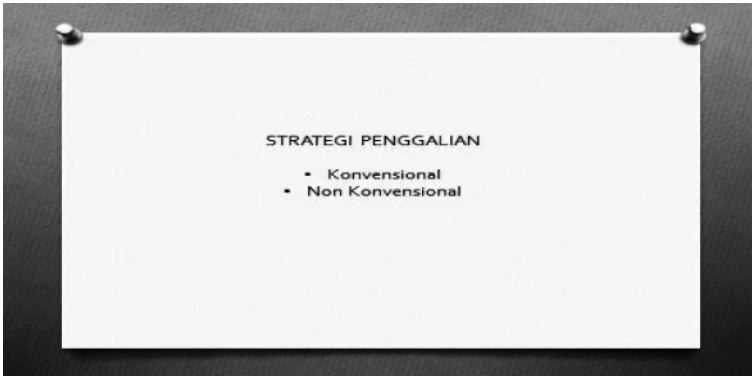 STRATEGI PENGGALIAN
• Konvensional
• Non Konvensional